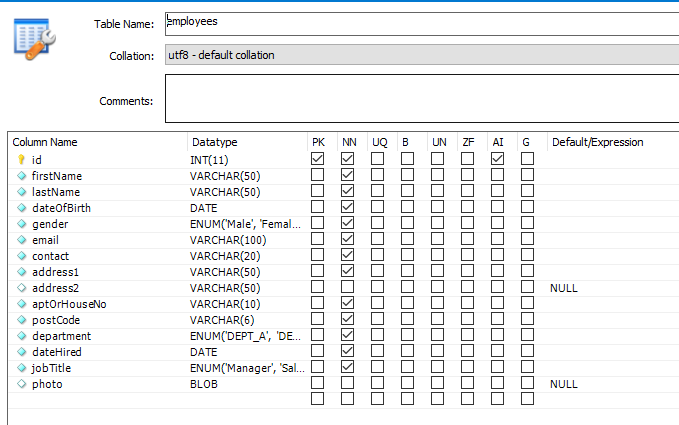 Table Name: employees
Collation: utf8 - default collation
Comments:
Column Name Datatype PK NN UQ B UN ZF AI G Default/Expression
id INT(11)
firstName VARCHAR(50)
lastName VARCHAR(50)
dateOfBirth DATE
gender ENUM('Male', 'Femal...
email VARCHAR(100)
contact VARCHAR(20)
address1 VARCHAR(50)
address2 VARCHAR(50) NULL
aptOrHouseNo VARCHAR(10)
postCode VARCHAR(6)
department ENUM('DEPT_A', 'DE...
dateHired DATE
jobTitle ENUM('Manager', 'Sal...
photo BLOB NULL